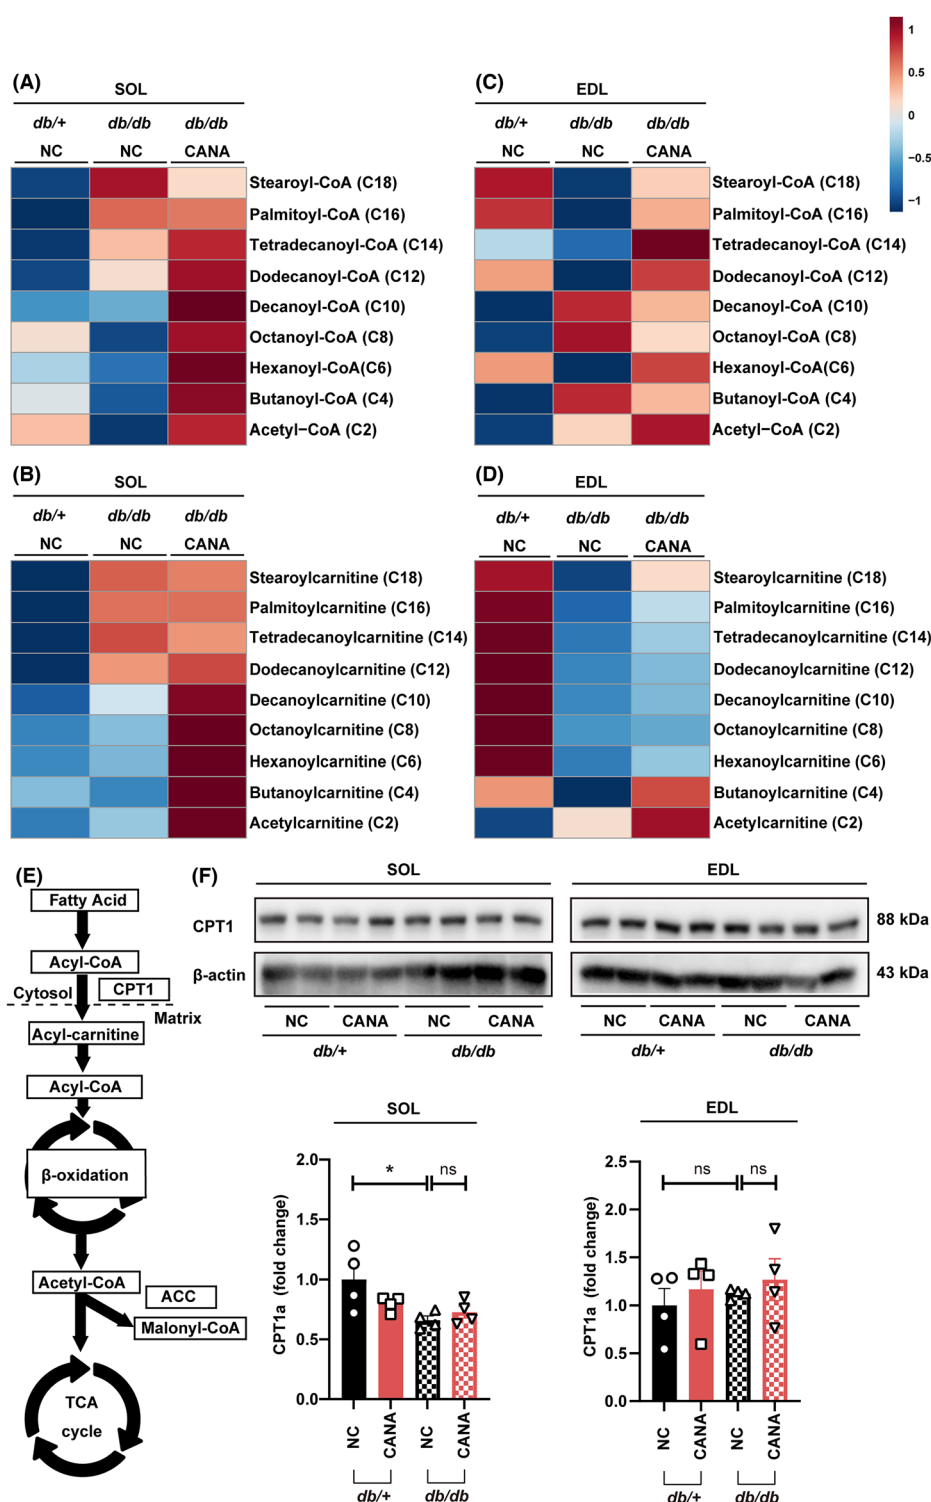 1
0.5
0
−0.5
−1
(A)
SOL
db/+ db/db db/db
NC NC CANA
Stearoyl-CoA (C18)
Palmitoyl-CoA (C16)
Tetradecanoyl-CoA (C14)
Dodecanoyl-CoA (C12)
Decanoyl-CoA (C10)
Octanoyl-CoA (C8)
Hexanoyl-CoA(C6)
Butanoyl-CoA (C4)
Acetyl−CoA (C2)
(C)
EDL
db/+ db/db db/db
NC NC CANA
Stearoyl-CoA (C18)
Palmitoyl-CoA (C16)
Tetradecanoyl-CoA (C14)
Dodecanoyl-CoA (C12)
Decanoyl-CoA (C10)
Octanoyl-CoA (C8)
Hexanoyl-CoA(C6)
Butanoyl-CoA (C4)
Acetyl−CoA (C2)
(B)
SOL
db/+ db/db db/db
NC NC CANA
Stearoylcarnitine (C18)
Palmitoylcarnitine (C16)
Tetradecanoylcarnitine (C14)
Dodecanoylcarnitine (C12)
Decanoylcarnitine (C10)
Octanoylcarnitine (C8)
Hexanoylcarnitine (C6)
Butanoylcarnitine (C4)
Acetylcarnitine (C2)
(D)
EDL
db/+ db/db db/db
NC NC CANA
Stearoylcarnitine (C18)
Palmitoylcarnitine (C16)
Tetradecanoylcarnitine (C14)
Dodecanoylcarnitine (C12)
Decanoylcarnitine (C10)
Octanoylcarnitine (C8)
Hexanoylcarnitine (C6)
Butanoylcarnitine (C4)
Acetylcarnitine (C2)
(E)
Fatty Acid
Acyl-CoA
Cytosol CPT1
Matrix
Acyl-carnitine
Acyl-CoA
β-oxidation
Acetyl-CoA
ACC
Malonyl-CoA
TCA
cycle
(F)
SOL EDL
CPT1 88 kDa
β-actin 43 kDa
NC CANA NC CANA NC CANA NC CANA
db/+ db/db db/+ db/db
SOL
CPT1a (fold change)
2.0
1.5
1.0
0.5
0.0
* ns
NC CANA NC CANA
db/+ db/db
EDL
CPT1a (fold change)
2.5
2.0
1.5
1.0
0.5
0.0
ns ns
NC CANA NC CANA
db/+ db/db